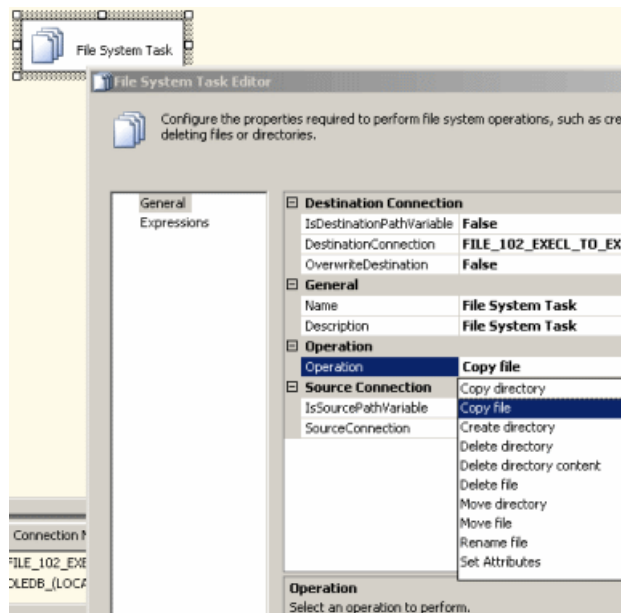 File System Task
File System Task Editor
Configure the properties required to perform file system operations, such as cre
deleting files or directories.
General
Expressions
Destination Connection
IsDestinationPathVariable False
DestinationConnection FILE_102_EXECL_TO_EX
OverwriteDestination False
General
Name File System Task
Description File System Task
Operation
Operation Copy file
Source Connection
IsSourcePathVariable
SourceConnection
Copy directory
Copy file
Create directory
Delete directory
Delete directory content
Delete file
Move directory
Move file
Rename file
Set Attributes
Connection M
FILE_102_EXE
OLEDB_(LOCA
Operation
Select an operation to perform.